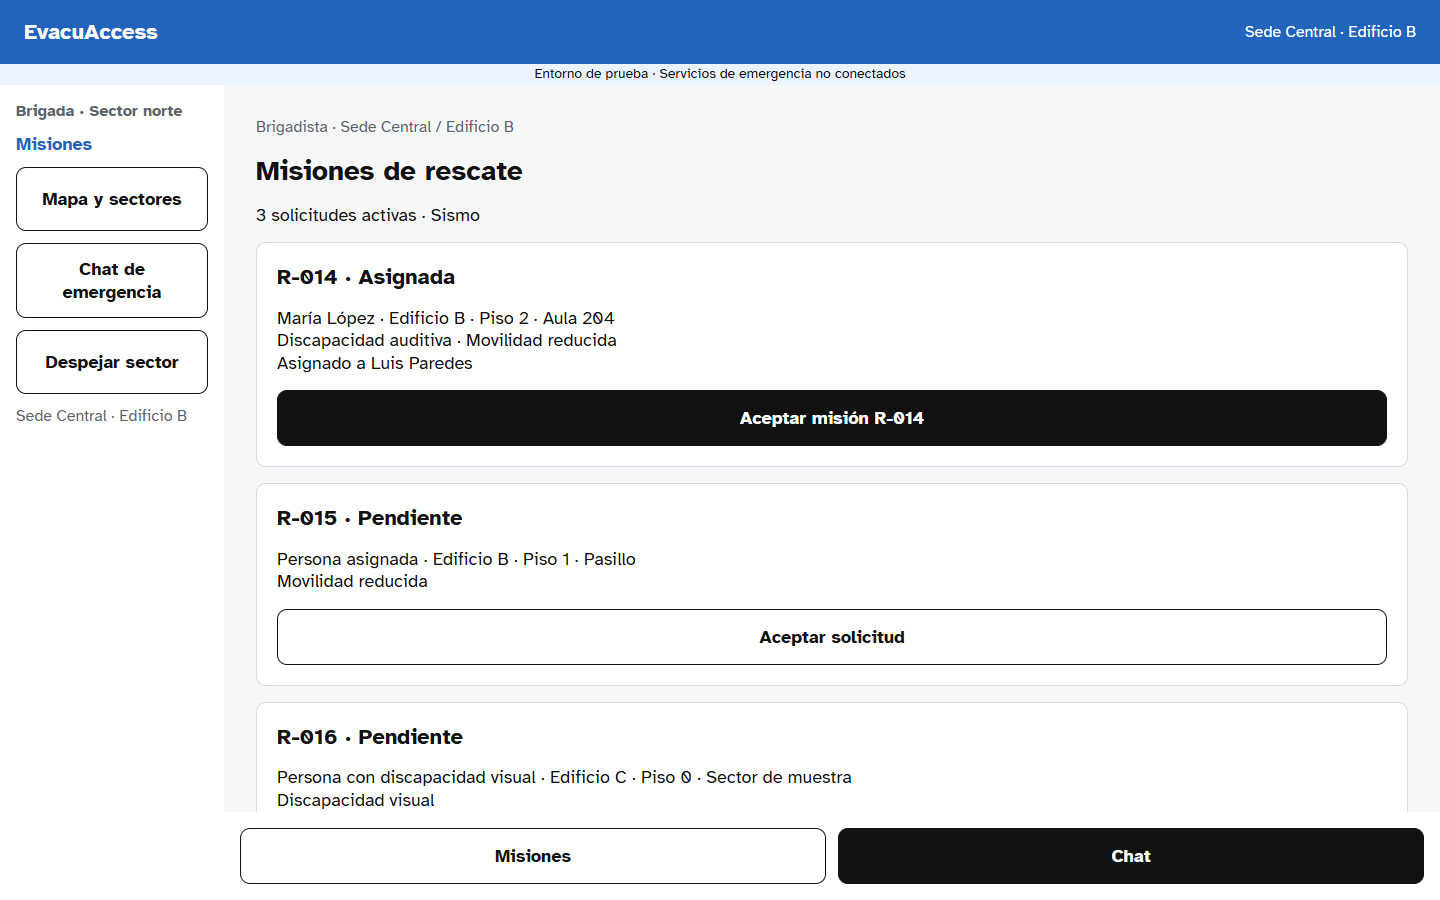 EvacuAccess
Sede Central · Edificio B
Entorno de prueba · Servicios de emergencia no conectados
Brigada · Sector norte
Misiones
Mapa y sectores
Chat de
emergencia
Despejar sector
Sede Central · Edificio B
Brigadista · Sede Central / Edificio B
Misiones de rescate
3 solicitudes activas · Sismo
R-014 · Asignada
María López · Edificio B · Piso 2 · Aula 204
Discapacidad auditiva · Movilidad reducida
Asignado a Luis Paredes
Aceptar misión R-014
R-015 · Pendiente
Persona asignada · Edificio B · Piso 1 · Pasillo
Movilidad reducida
Aceptar solicitud
R-016 · Pendiente
Persona con discapacidad visual · Edificio C · Piso 0 · Sector de muestra
Discapacidad visual
Misiones
Chat